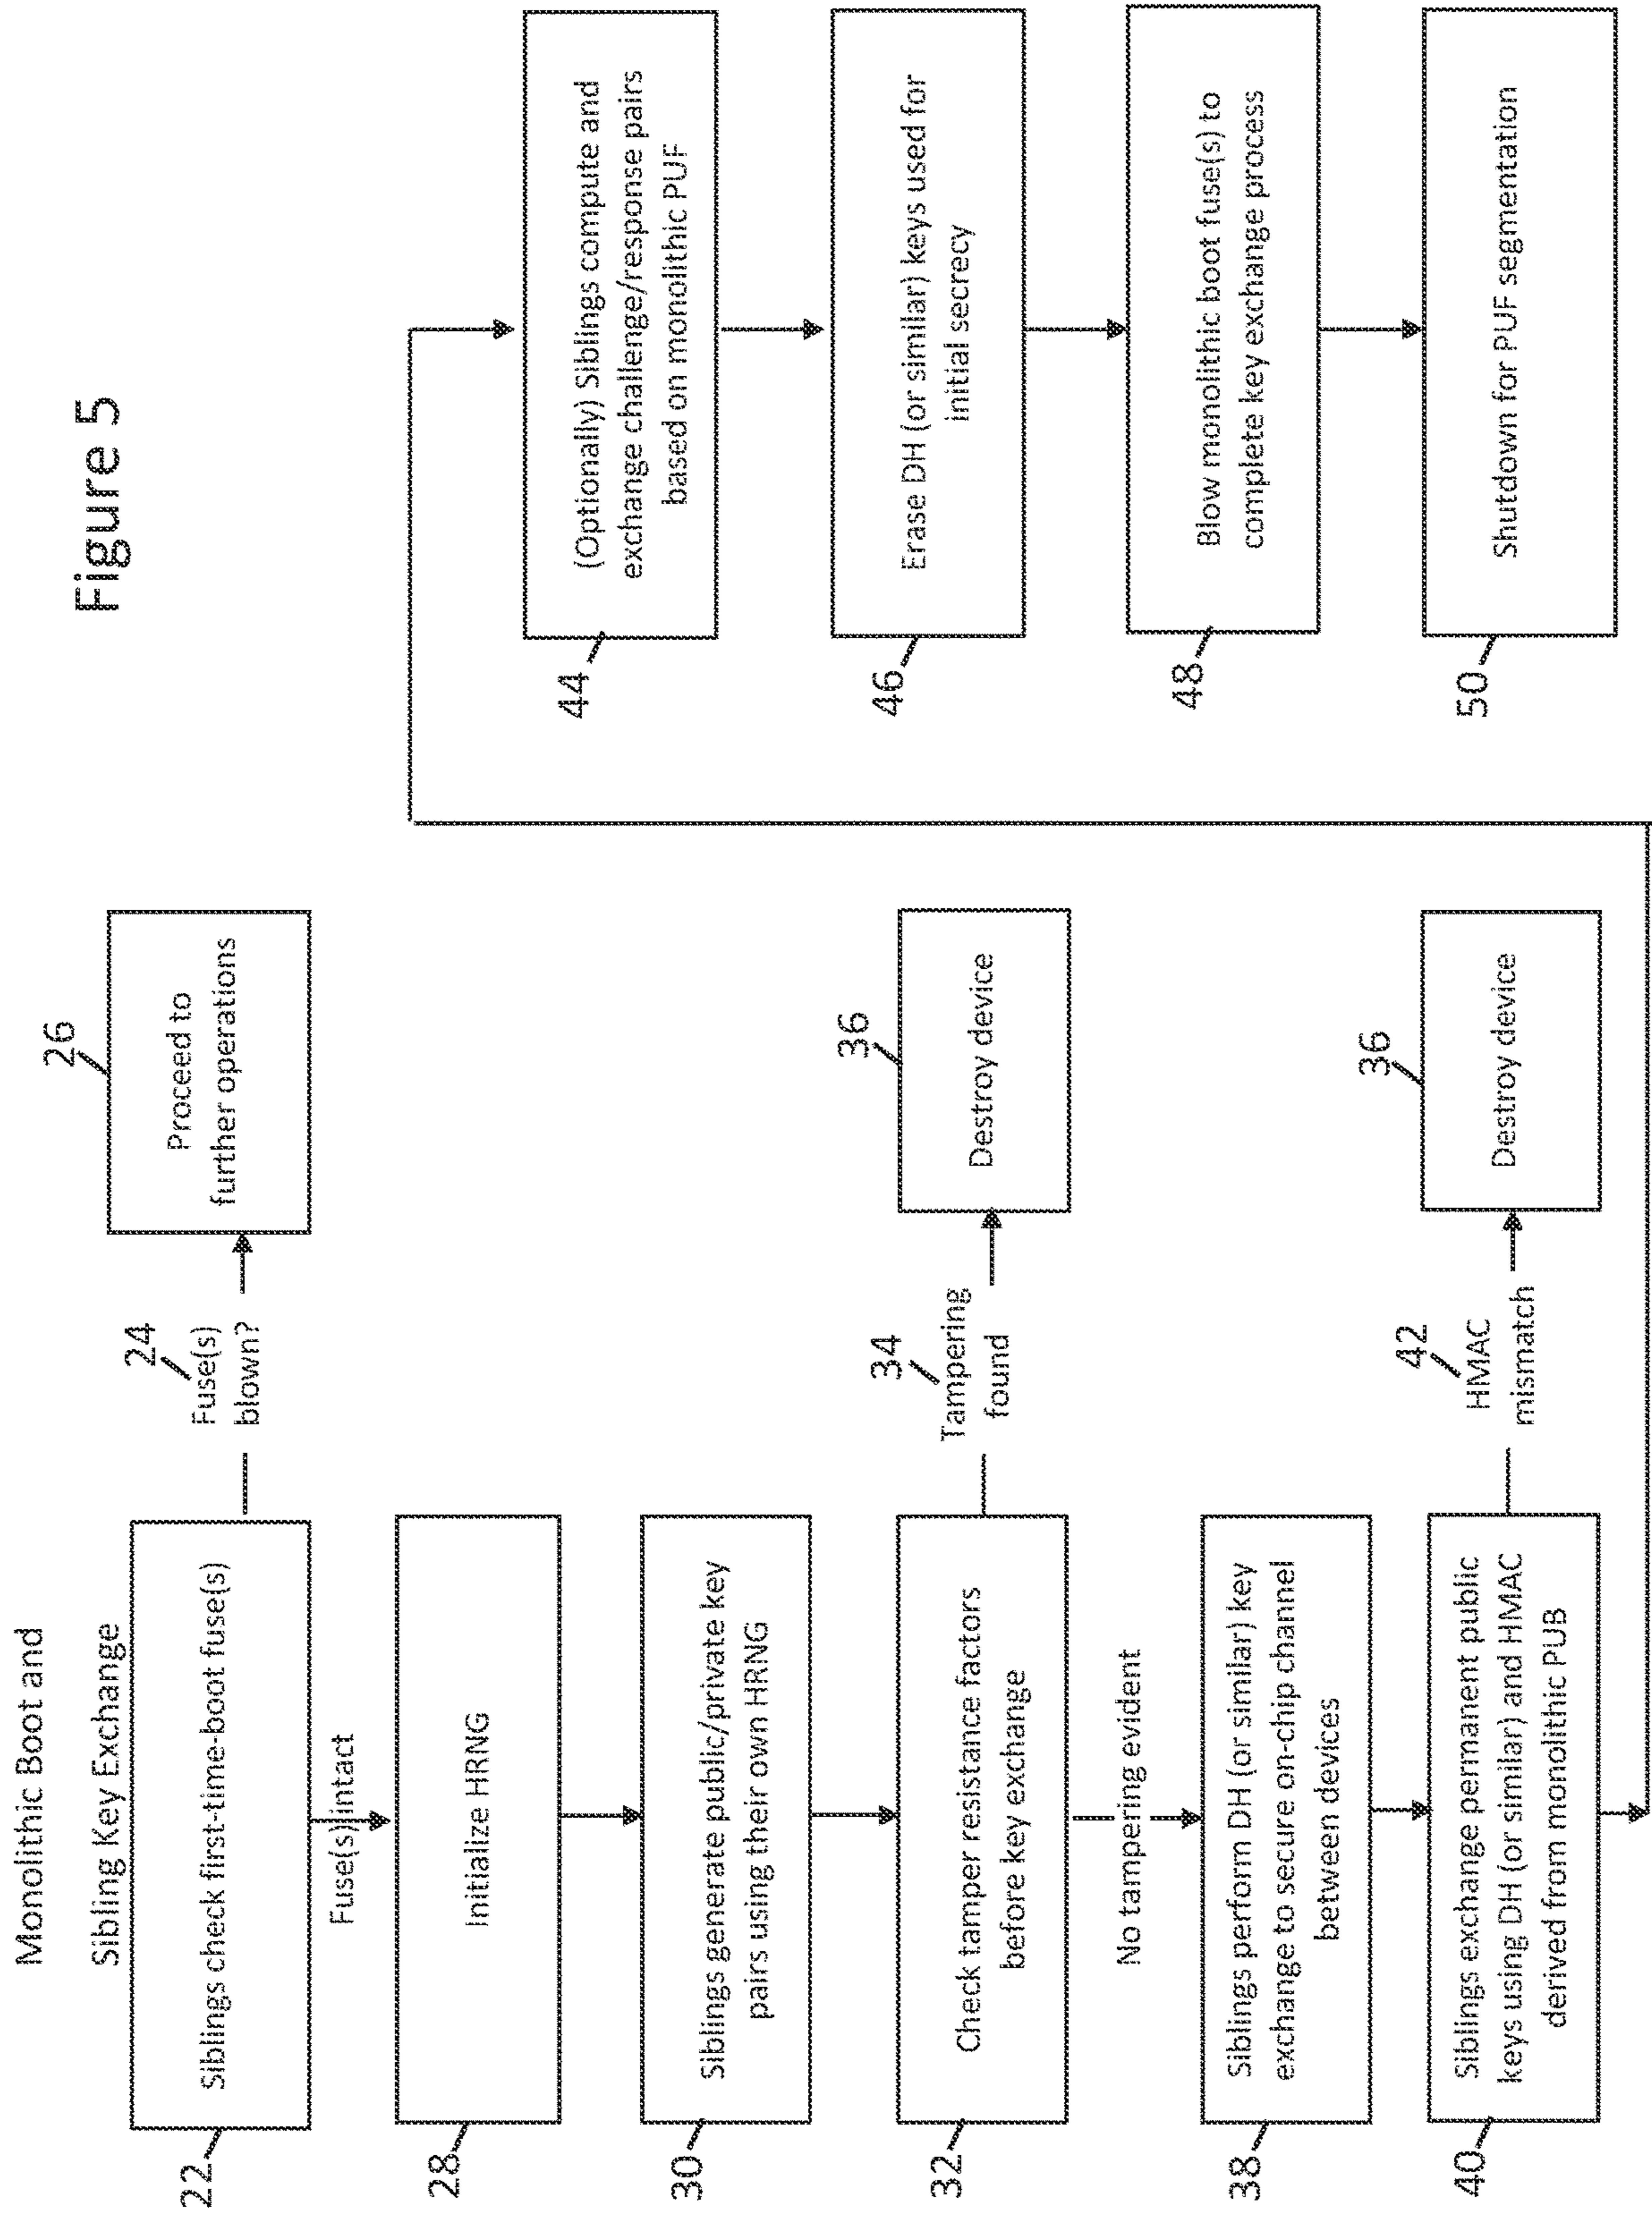 Figure 5
Monolithic Boot and
Sibling Key Exchange
22
Siblings check first-time-boot fuse(s)
24
Fuse(s)
blown?
26
Proceed to
further operations
Fuse(s) intact
28
Initialize HRNG
30
Siblings generate public/private key
pairs using their own HRNG
32
Check tamper resistance factors
before key exchange
34
Tampering
found
36
Destroy device
No tampering evident
38
Siblings perform DH (or similar) key
exchange to secure on-chip channel
between devices
40
Siblings exchange permanent public
keys using DH (or similar) and HMAC
derived from monolithic PUB
42
HMAC
mismatch
36
Destroy device
44
(Optionally) Siblings compute and
exchange challenge/response pairs
based on monolithic PUF
46
Erase DH (or similar) keys used for
initial secrecy
48
Blow monolithic boot fuse(s) to
complete key exchange process
50
Shutdown for PUF segmentation